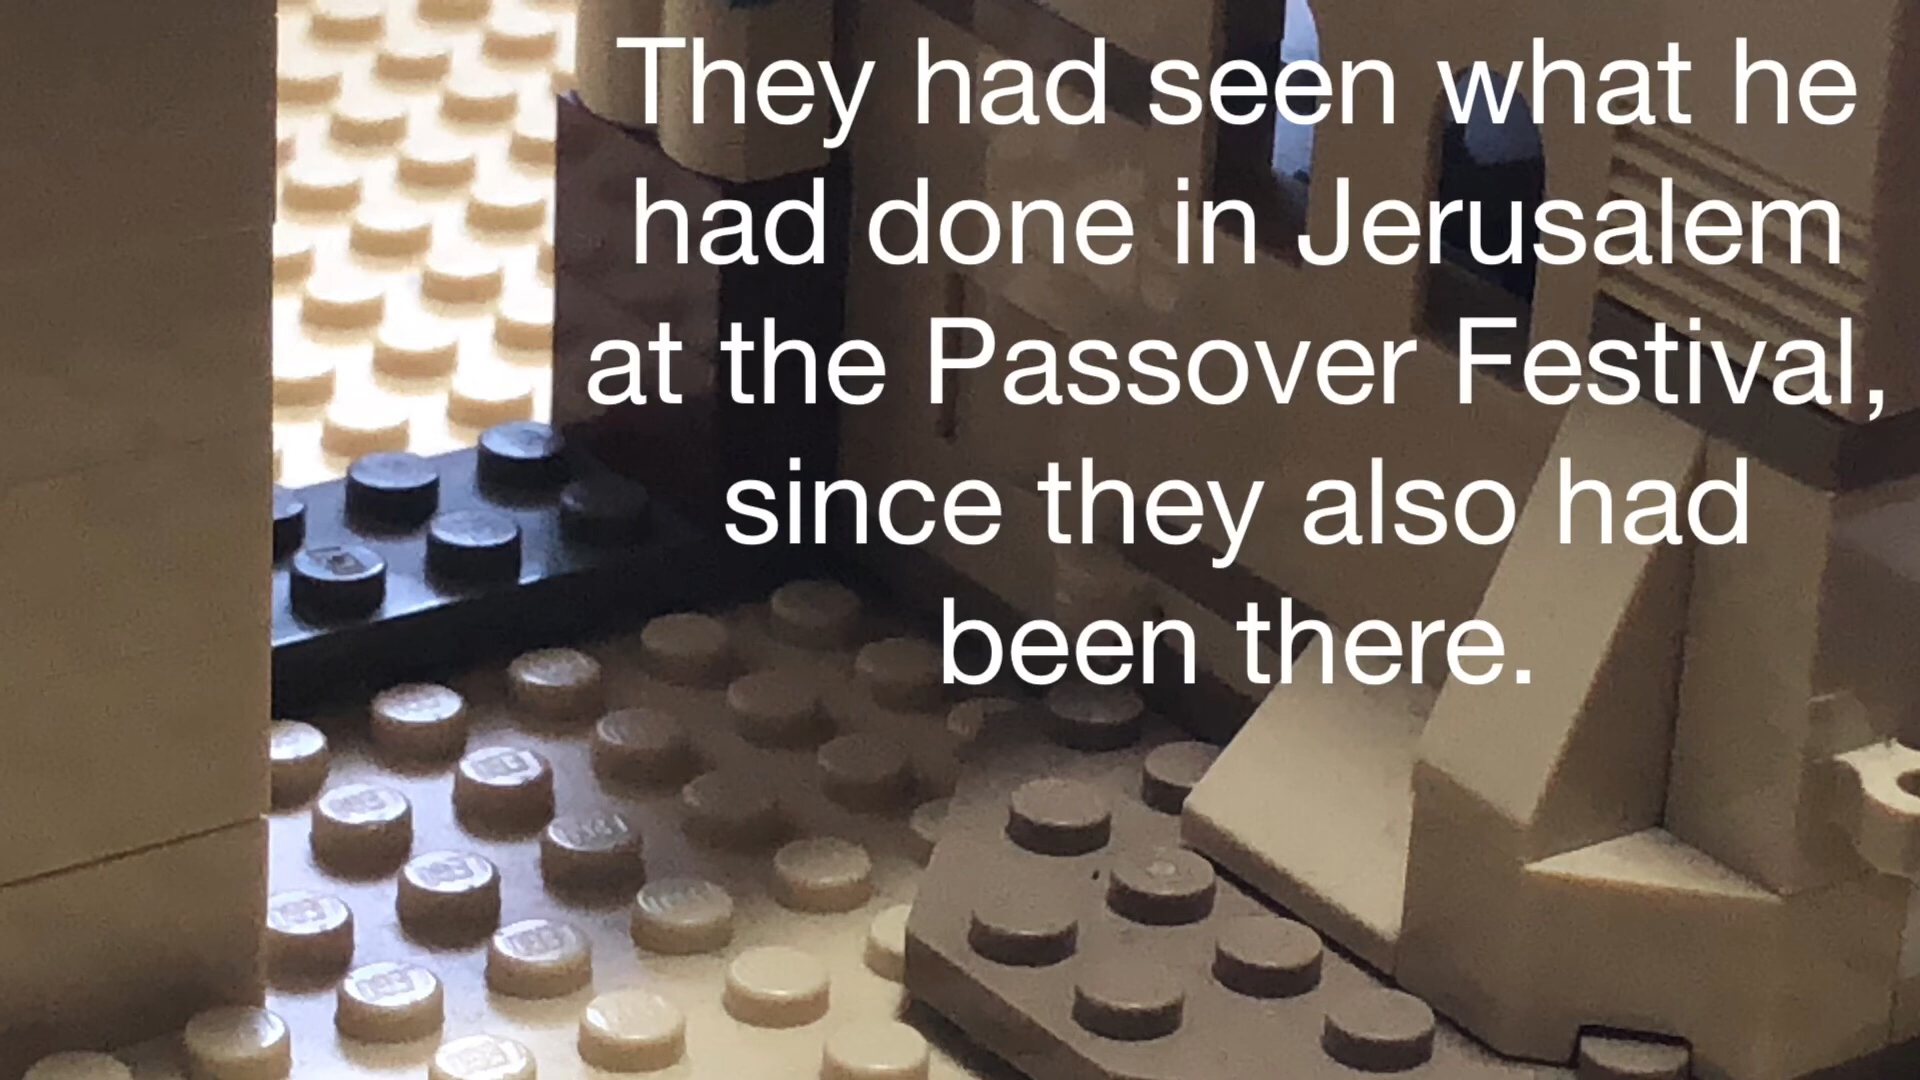 They had seen what he
had done in Jerusalem
at the Passover Festival,
since they also had
been there.